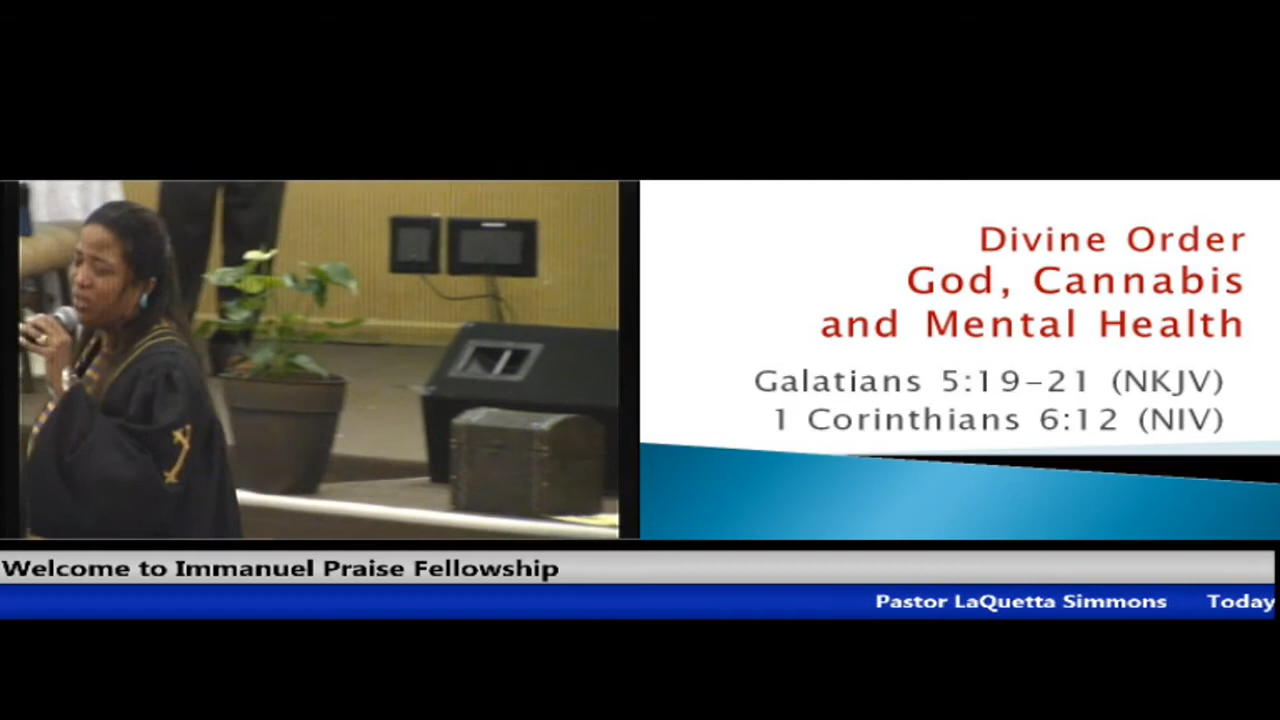 Divine Order
God, Cannabis
and Mental Health
Galatians 5:19–21 (NKJV)
1 Corinthians 6:12 (NIV)
Welcome to Immanuel Praise Fellowship
Pastor LaQuetta Simmons Today